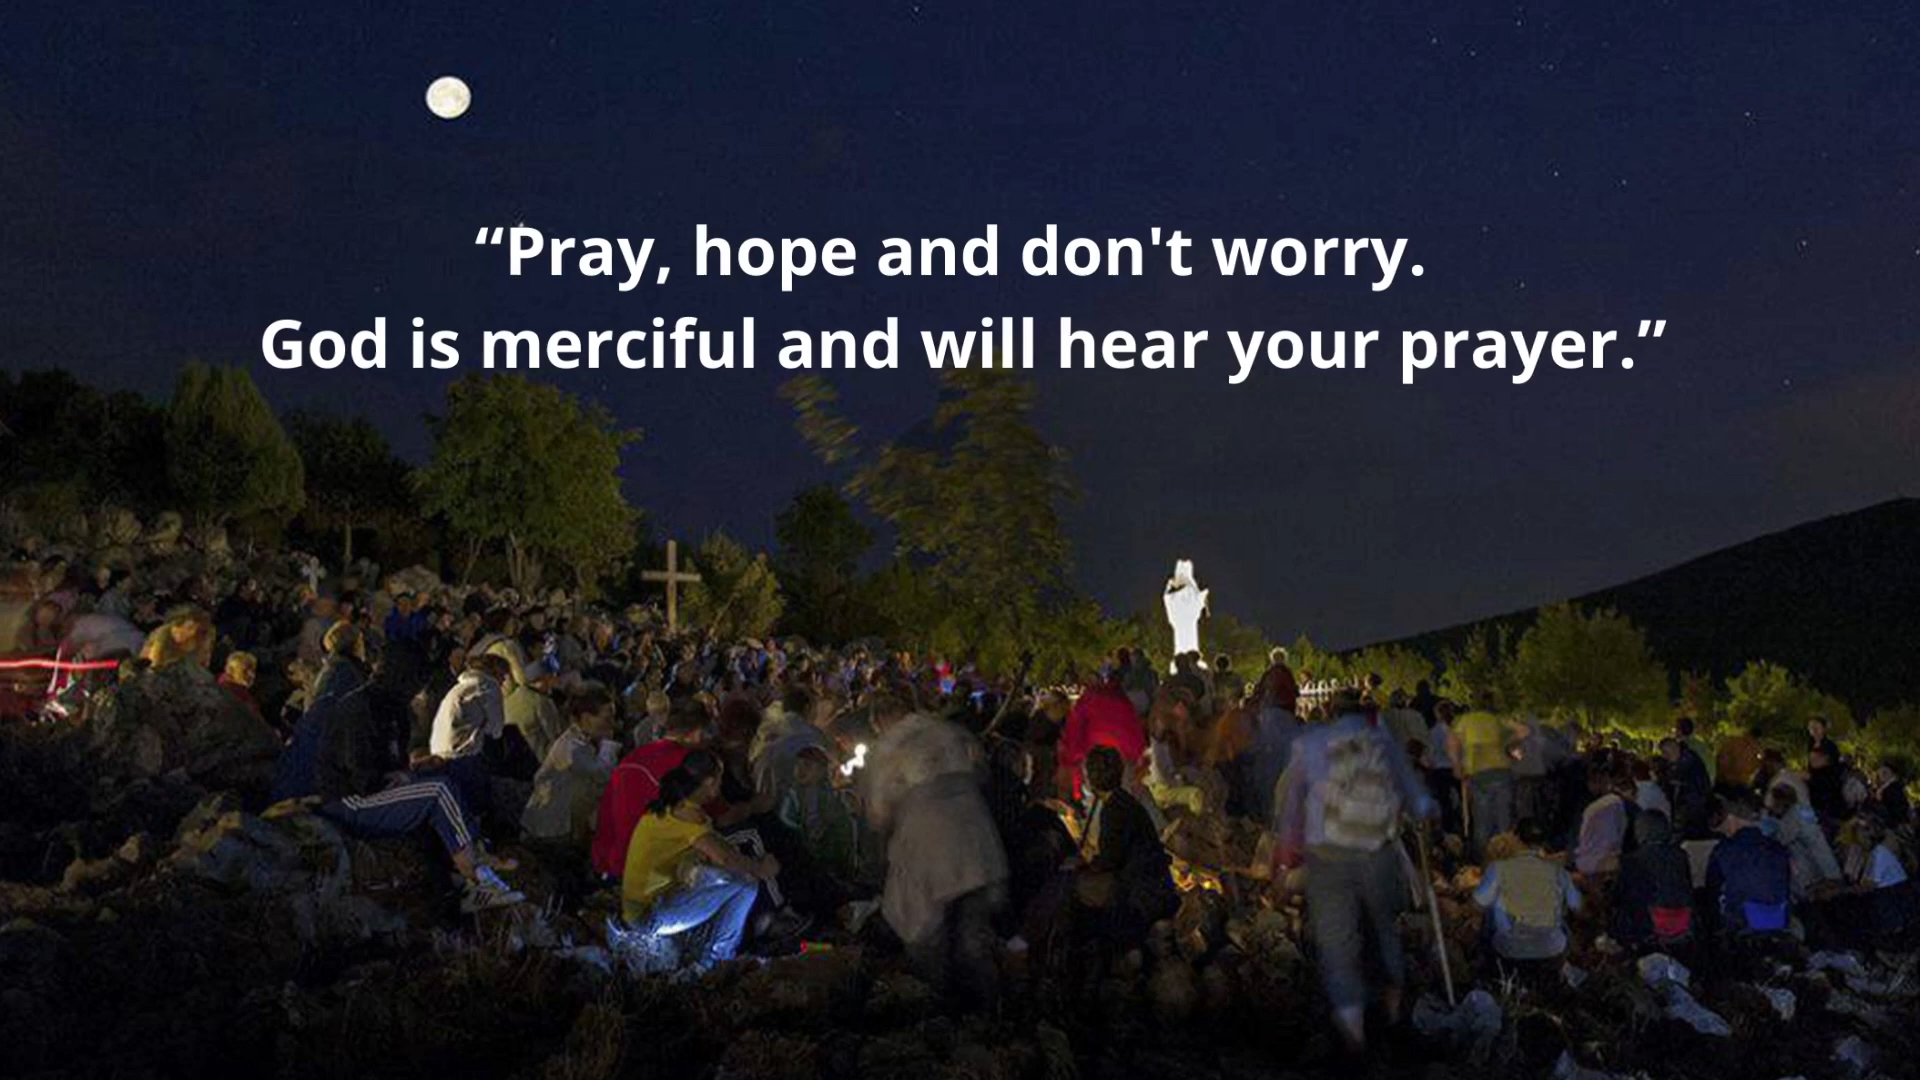 “Pray, hope and don't worry.
God is merciful and will hear your prayer.”